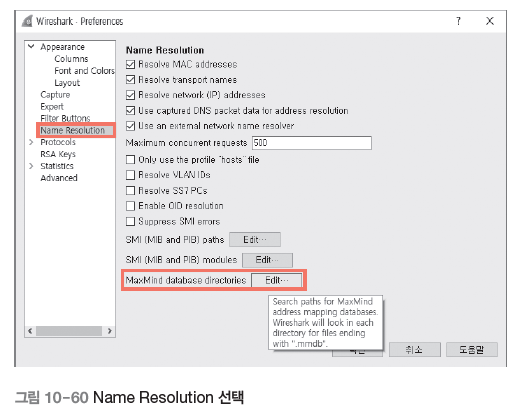 Wireshark · Preferences
? X
Appearance
Columns
Font and Colors
Layout
Capture
Expert
Filter Buttons
Name Resolution
Protocols
RSA Keys
Statistics
Advanced
Name Resolution
Resolve MAC addresses
Resolve transport names
Resolve network (IP) addresses
Use captured DNS packet data for address resolution
Use an external network name resolver
Maximum concurrent requests 500
Only use the profile "hosts" file
Resolve VLAN IDs
Resolve SS7 PCs
Enable OID resolution
Suppress SMI errors
SMI (MIB and PIB) paths Edit…
SMI (MIB and PIB) modules Edit…
MaxMind database directories Edit…
Search paths for MaxMind
address mapping databases.
Wireshark will look in each
directory for files ending
with ".mmdb".
취소 도움말
그림 10-60 Name Resolution 선택